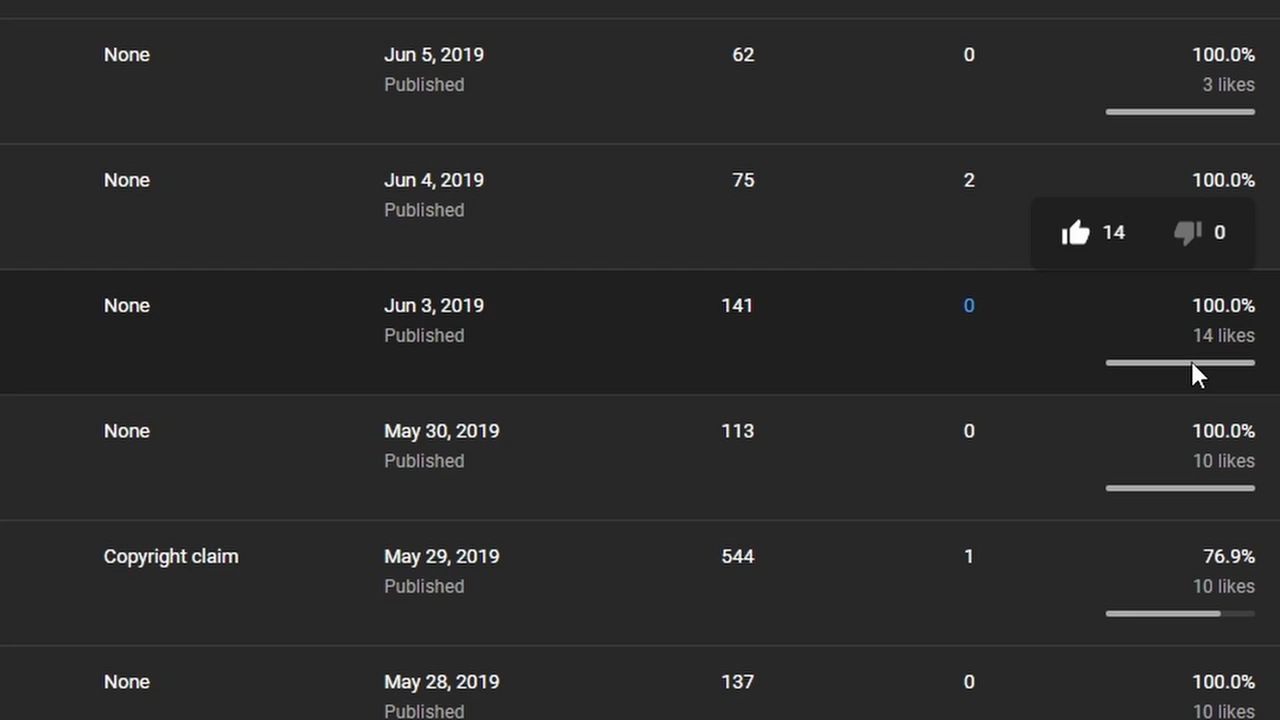 None Jun 5, 2019 62 0 100.0%
Published 3 likes
None Jun 4, 2019 75 2 100.0%
Published 14 0
None Jun 3, 2019 141 0 100.0%
Published 14 likes
None May 30, 2019 113 0 100.0%
Published 10 likes
Copyright claim May 29, 2019 544 1 76.9%
Published 10 likes
None May 28, 2019 137 0 100.0%
Published 10 likes